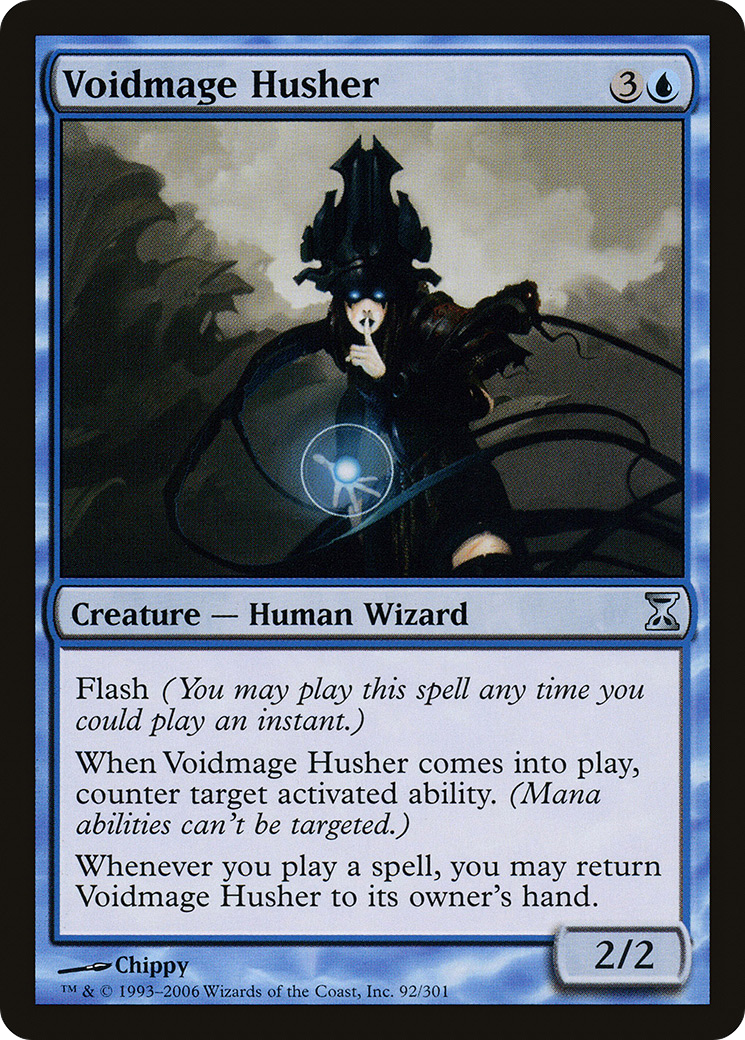 Voidmage Husher 3
Creature — Human Wizard
Flash (You may play this spell any time you
could play an instant.)
When Voidmage Husher comes into play,
counter target activated ability. (Mana
abilities can't be targeted.)
Whenever you play a spell, you may return
Voidmage Husher to its owner's hand.
2/2
Chippy
™ & © 1993–2006 Wizards of the Coast, Inc. 92/301